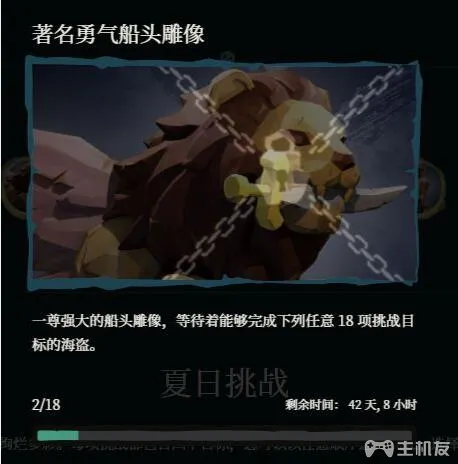 著名勇气船头雕像
一尊强大的船头雕像，等待着能够完成下列任意 18 项挑战目
标的海盗。
夏日挑战
2/18
剩余时间： 42 天, 8 小时
主机友